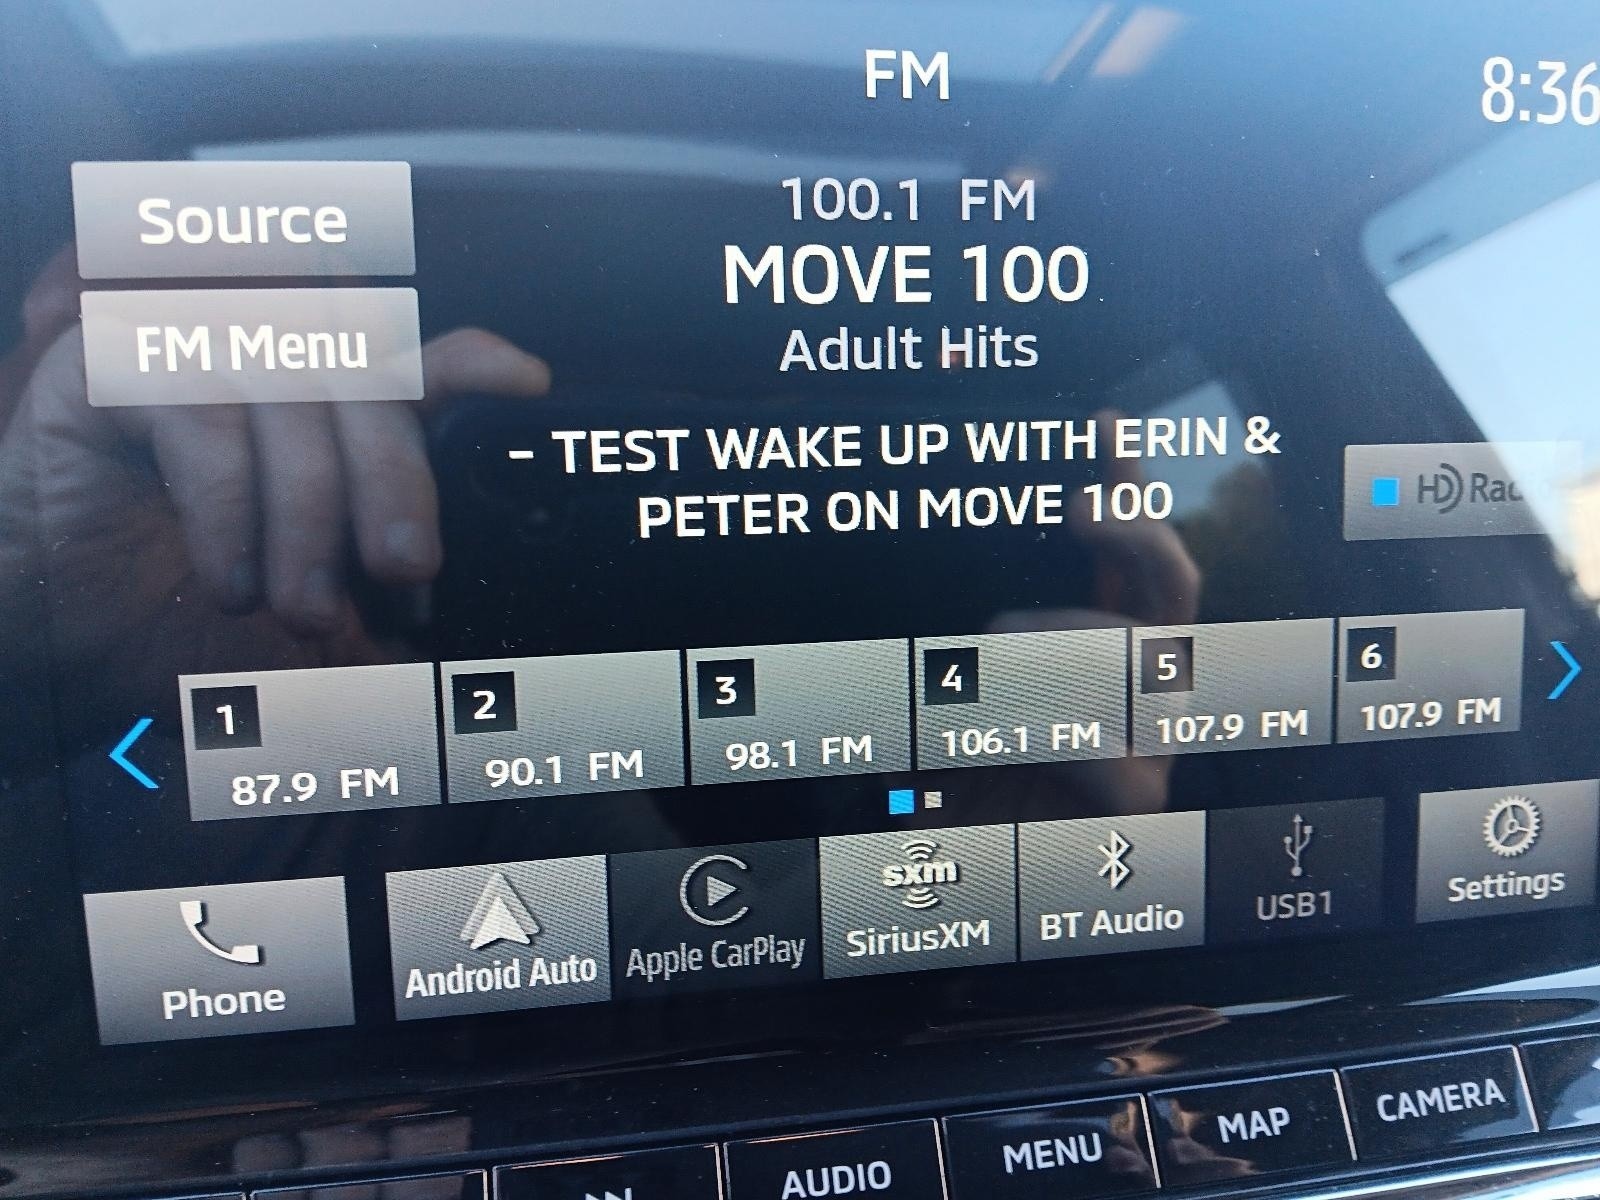 FM
8:36
Source
100.1 FM
MOVE 100
FM Menu
Adult Hits
- TEST WAKE UP WITH ERIN &
PETER ON MOVE 100
HD Radio
1
2
3
4
5
6
87.9 FM
90.1 FM
98.1 FM
106.1 FM
107.9 FM
107.9 FM
Phone
Android Auto
Apple CarPlay
sxm
SiriusXM
BT Audio
USB1
Settings
AUDIO
MENU
MAP
CAMERA